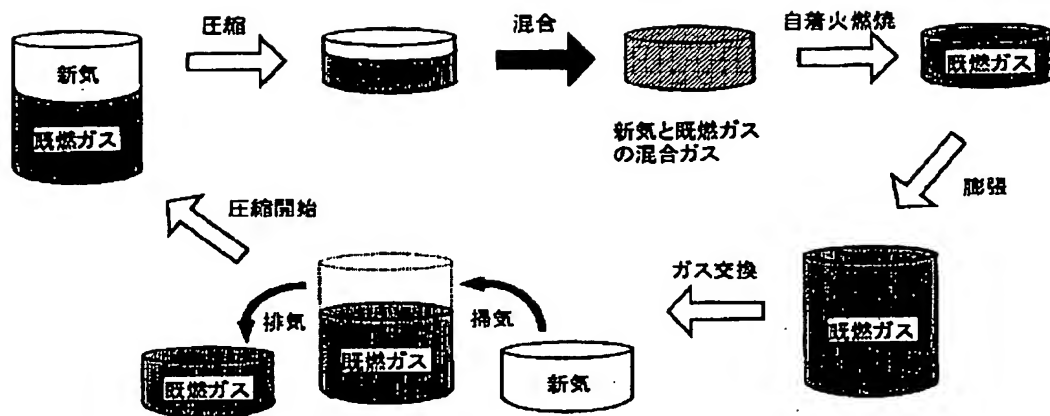 圧縮
混合
自着火燃焼
新気
既燃ガス
既燃ガス
新気と既燃ガス
の混合ガス
膨張
圧縮開始
ガス交換
排気
掃気
既燃ガス
既燃ガス
既燃ガス
新気